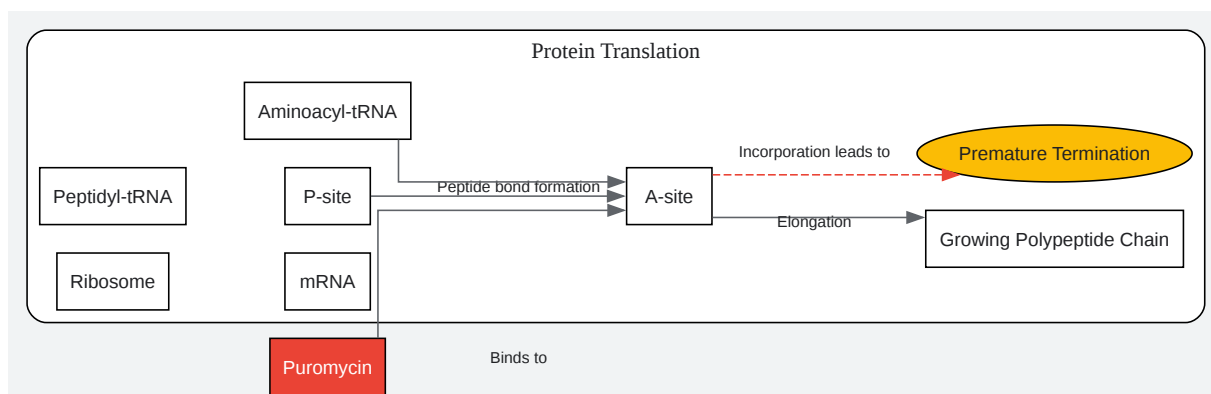 Protein Translation
Aminoacyl-tRNA
Incorporation leads to
Premature Termination
Peptidyl-tRNA
P-site
Peptide bond formation
A-site
Elongation
Growing Polypeptide Chain
Ribosome
mRNA
Puromycin
Binds to